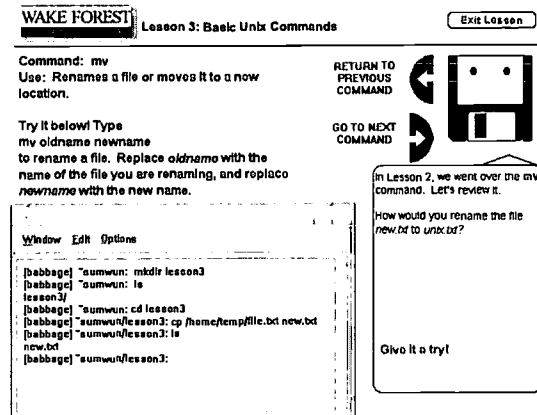 WAKE FOREST
Lesson 3: Basic Unix Commands
Exit Lesson
Command: mv
Use: Renames a file or moves it to a new
location.
Try it below! Type
mv oldname newname
to rename a file. Replace oldname with the
name of the file you are renaming, and replace
newname with the new name.
RETURN TO
PREVIOUS
COMMAND
GO TO NEXT
COMMAND
In Lesson 2, we went over the mv
command. Let's review it.
How would you rename the file
new.txt to unix.txt?
Give it a try!
Window Edit Options
[babbage] ~sumwun: mkdir lesson3
[babbage] ~sumwun: ls
lesson3/
[babbage] ~sumwun: cd lesson3
[babbage] ~sumwun/lesson3: cp /home/temp/file.txt new.txt
[babbage] ~sumwun/lesson3: ls
new.txt
[babbage] ~sumwun/lesson3: